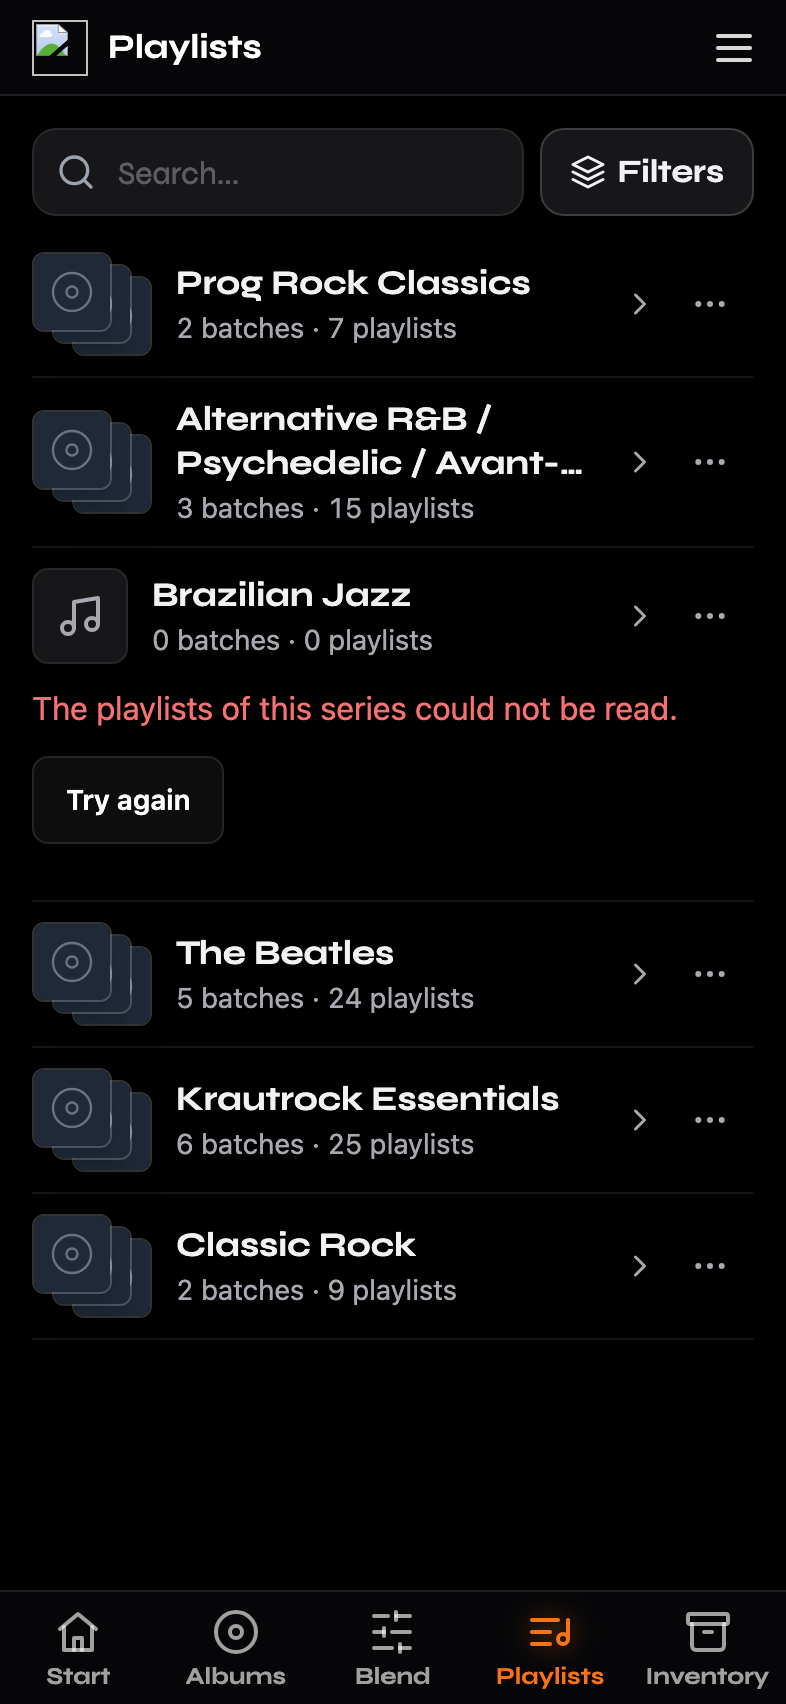 Playlists
Search...
Filters
Prog Rock Classics
2 batches · 7 playlists
Alternative R&B /
Psychedelic / Avant-...
3 batches · 15 playlists
Brazilian Jazz
0 batches · 0 playlists
The playlists of this series could not be read.
Try again
The Beatles
5 batches · 24 playlists
Krautrock Essentials
6 batches · 25 playlists
Classic Rock
2 batches · 9 playlists
Start
Albums
Blend
Playlists
Inventory